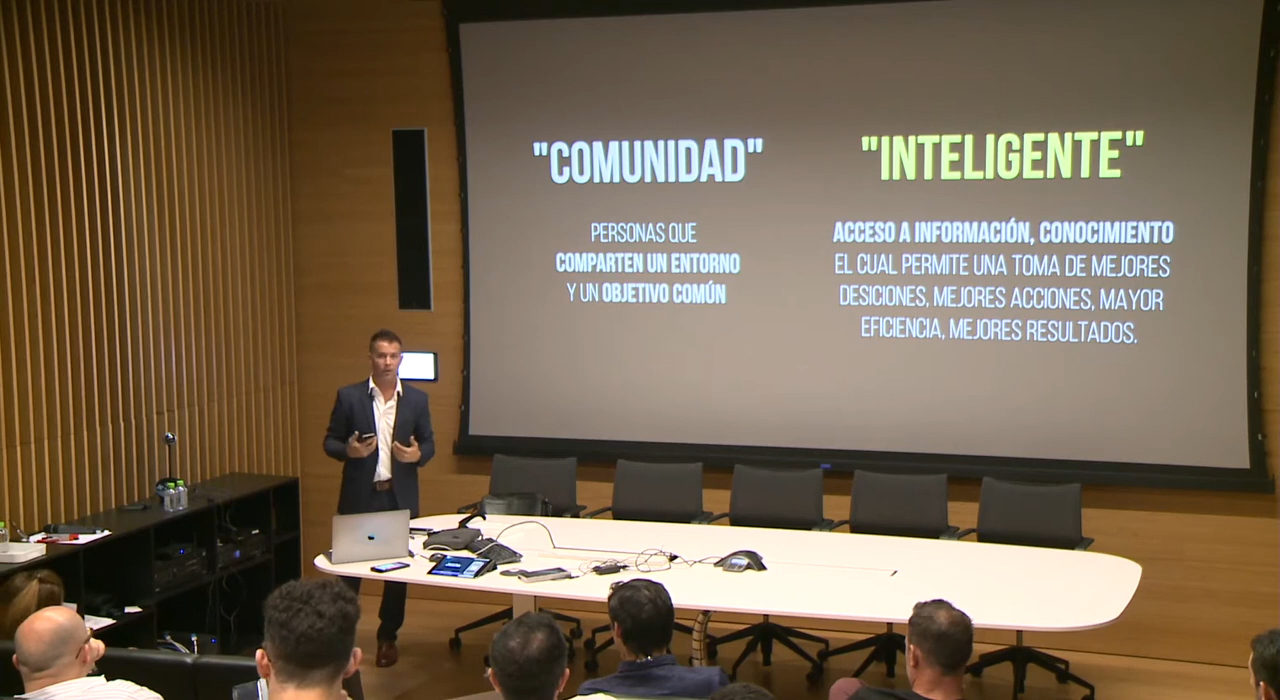 "COMUNIDAD"
PERSONAS QUE
COMPARTEN UN ENTORNO
Y UN OBJETIVO COMÚN
"INTELIGENTE"
ACCESO A INFORMACIÓN, CONOCIMIENTO
EL CUAL PERMITE UNA TOMA DE MEJORES
DESICIONES, MEJORES ACCIONES, MAYOR
EFICIENCIA, MEJORES RESULTADOS.